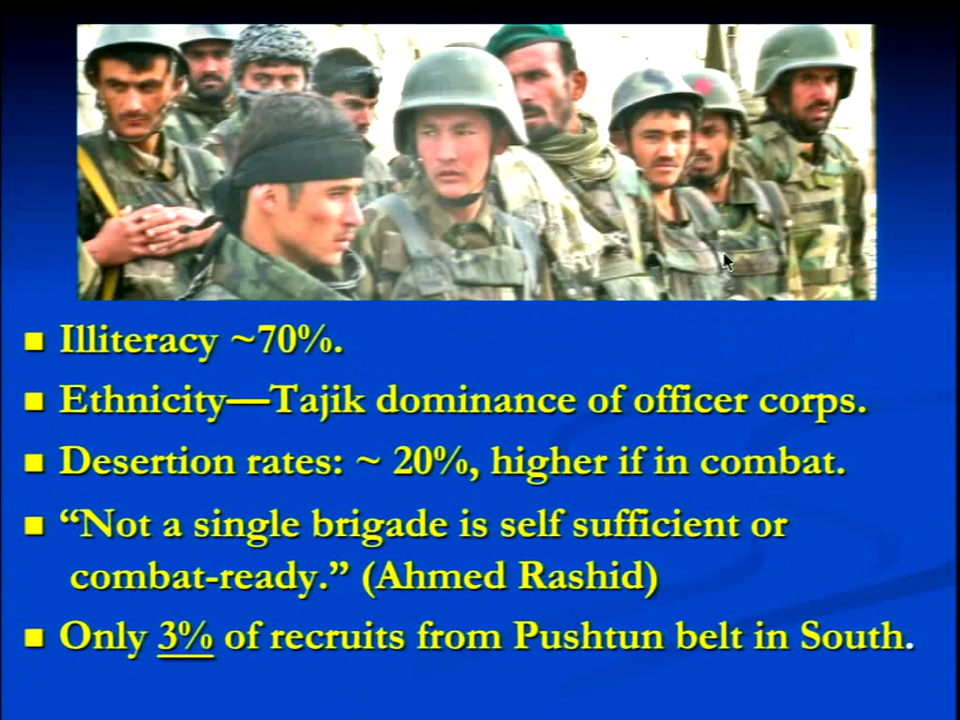 Illiteracy ~70%.
Ethnicity—Tajik dominance of officer corps.
Desertion rates: ~ 20%, higher if in combat.
“Not a single brigade is self sufficient or
combat-ready.” (Ahmed Rashid)
Only 3% of recruits from Pushtun belt in South.